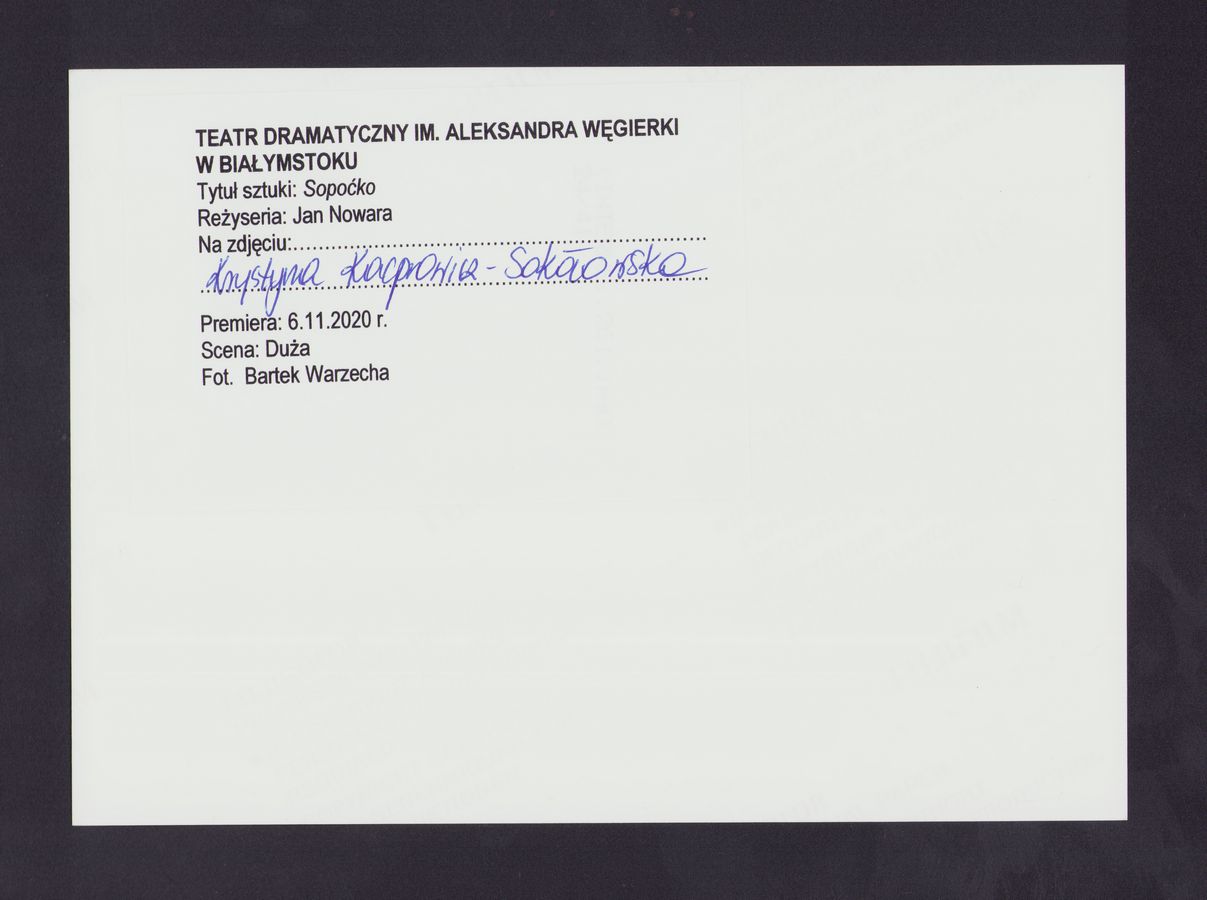 TEATR DRAMATYCZNY IM. ALEKSANDRA WĘGIERKI
W BIAŁYMSTOKU
Tytuł sztuki: Sopoćko
Reżyseria: Jan Nowara
Na zdjęciu:..................................................................
Krystyna Kacprowicz-Sokołowska
Premiera: 6.11.2020 r.
Scena: Duża
Fot. Bartek Warzecha